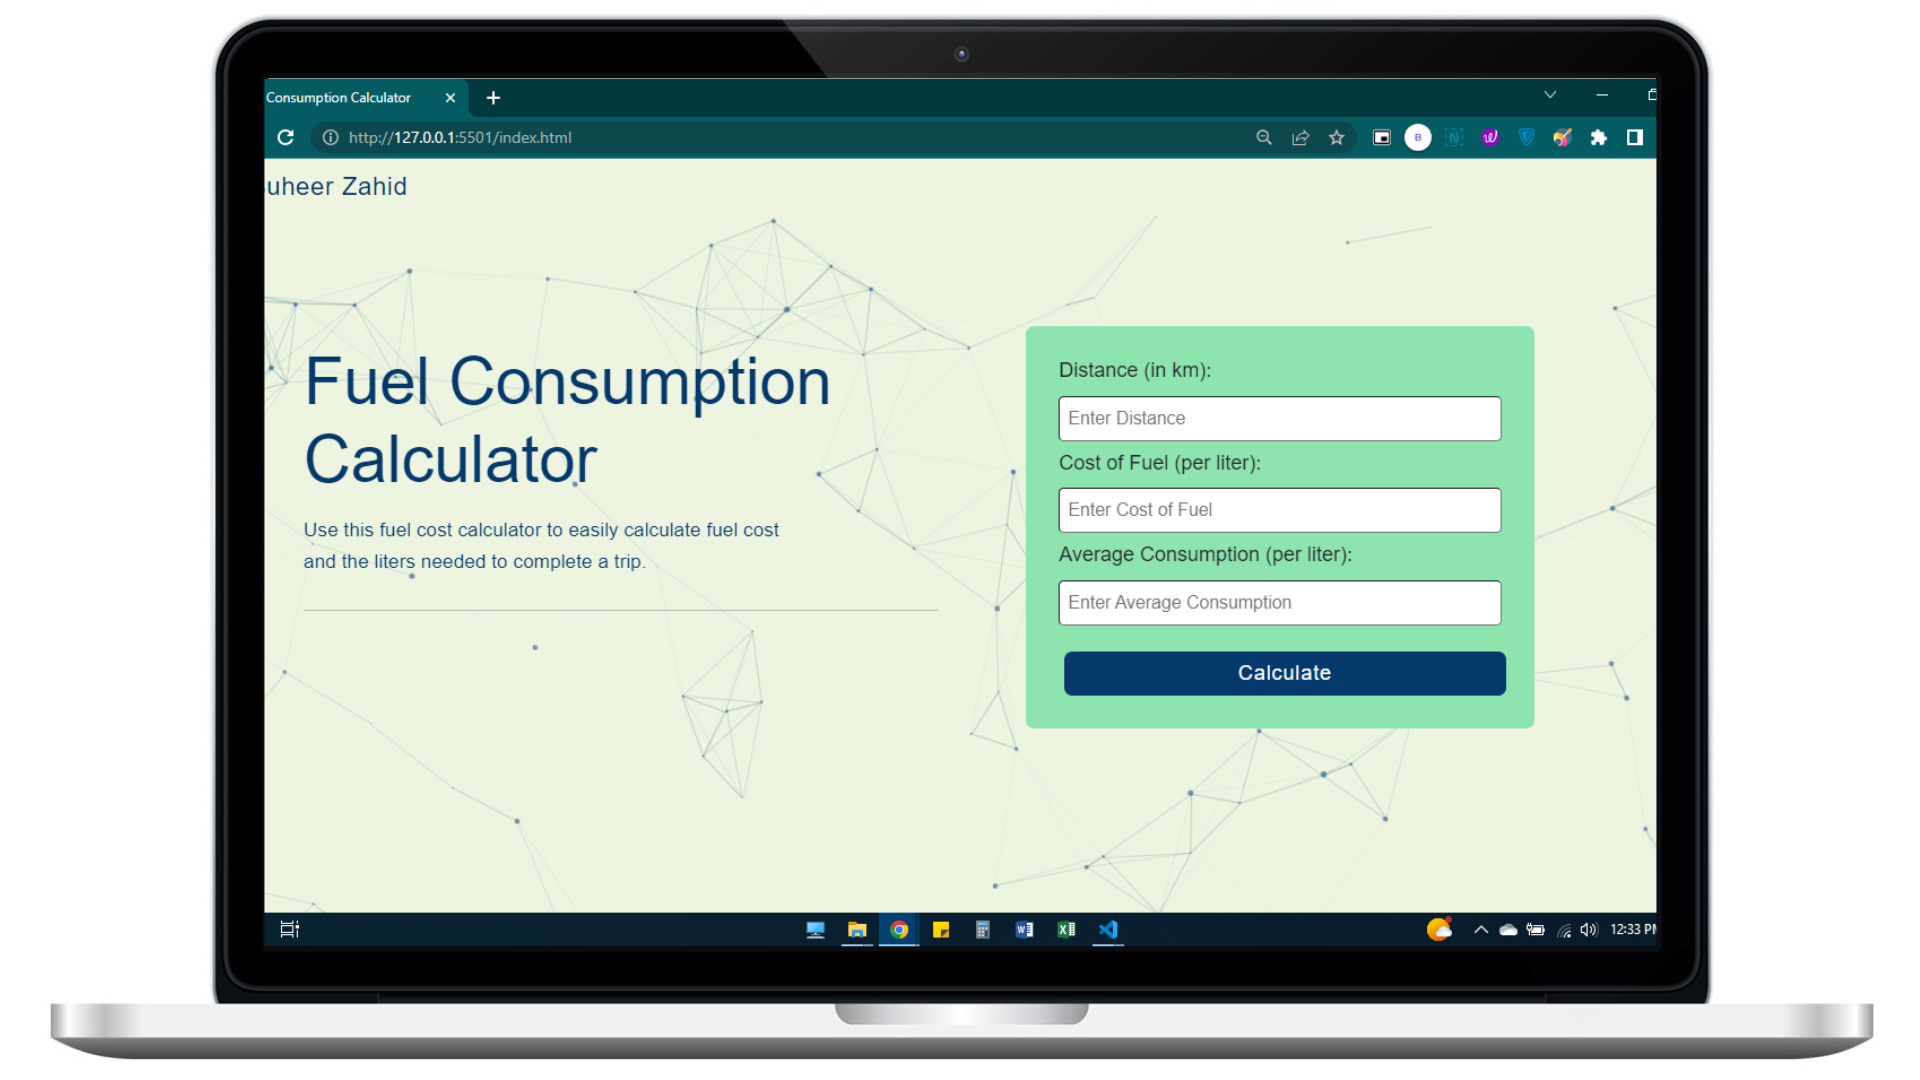 Consumption Calculator
http://127.0.0.1:5501/index.html
B
uheer Zahid
Fuel Consumption
Calculator
Use this fuel cost calculator to easily calculate fuel cost
and the liters needed to complete a trip.
Distance (in km):
Enter Distance
Cost of Fuel (per liter):
Enter Cost of Fuel
Average Consumption (per liter):
Enter Average Consumption
Calculate
12:33 PM